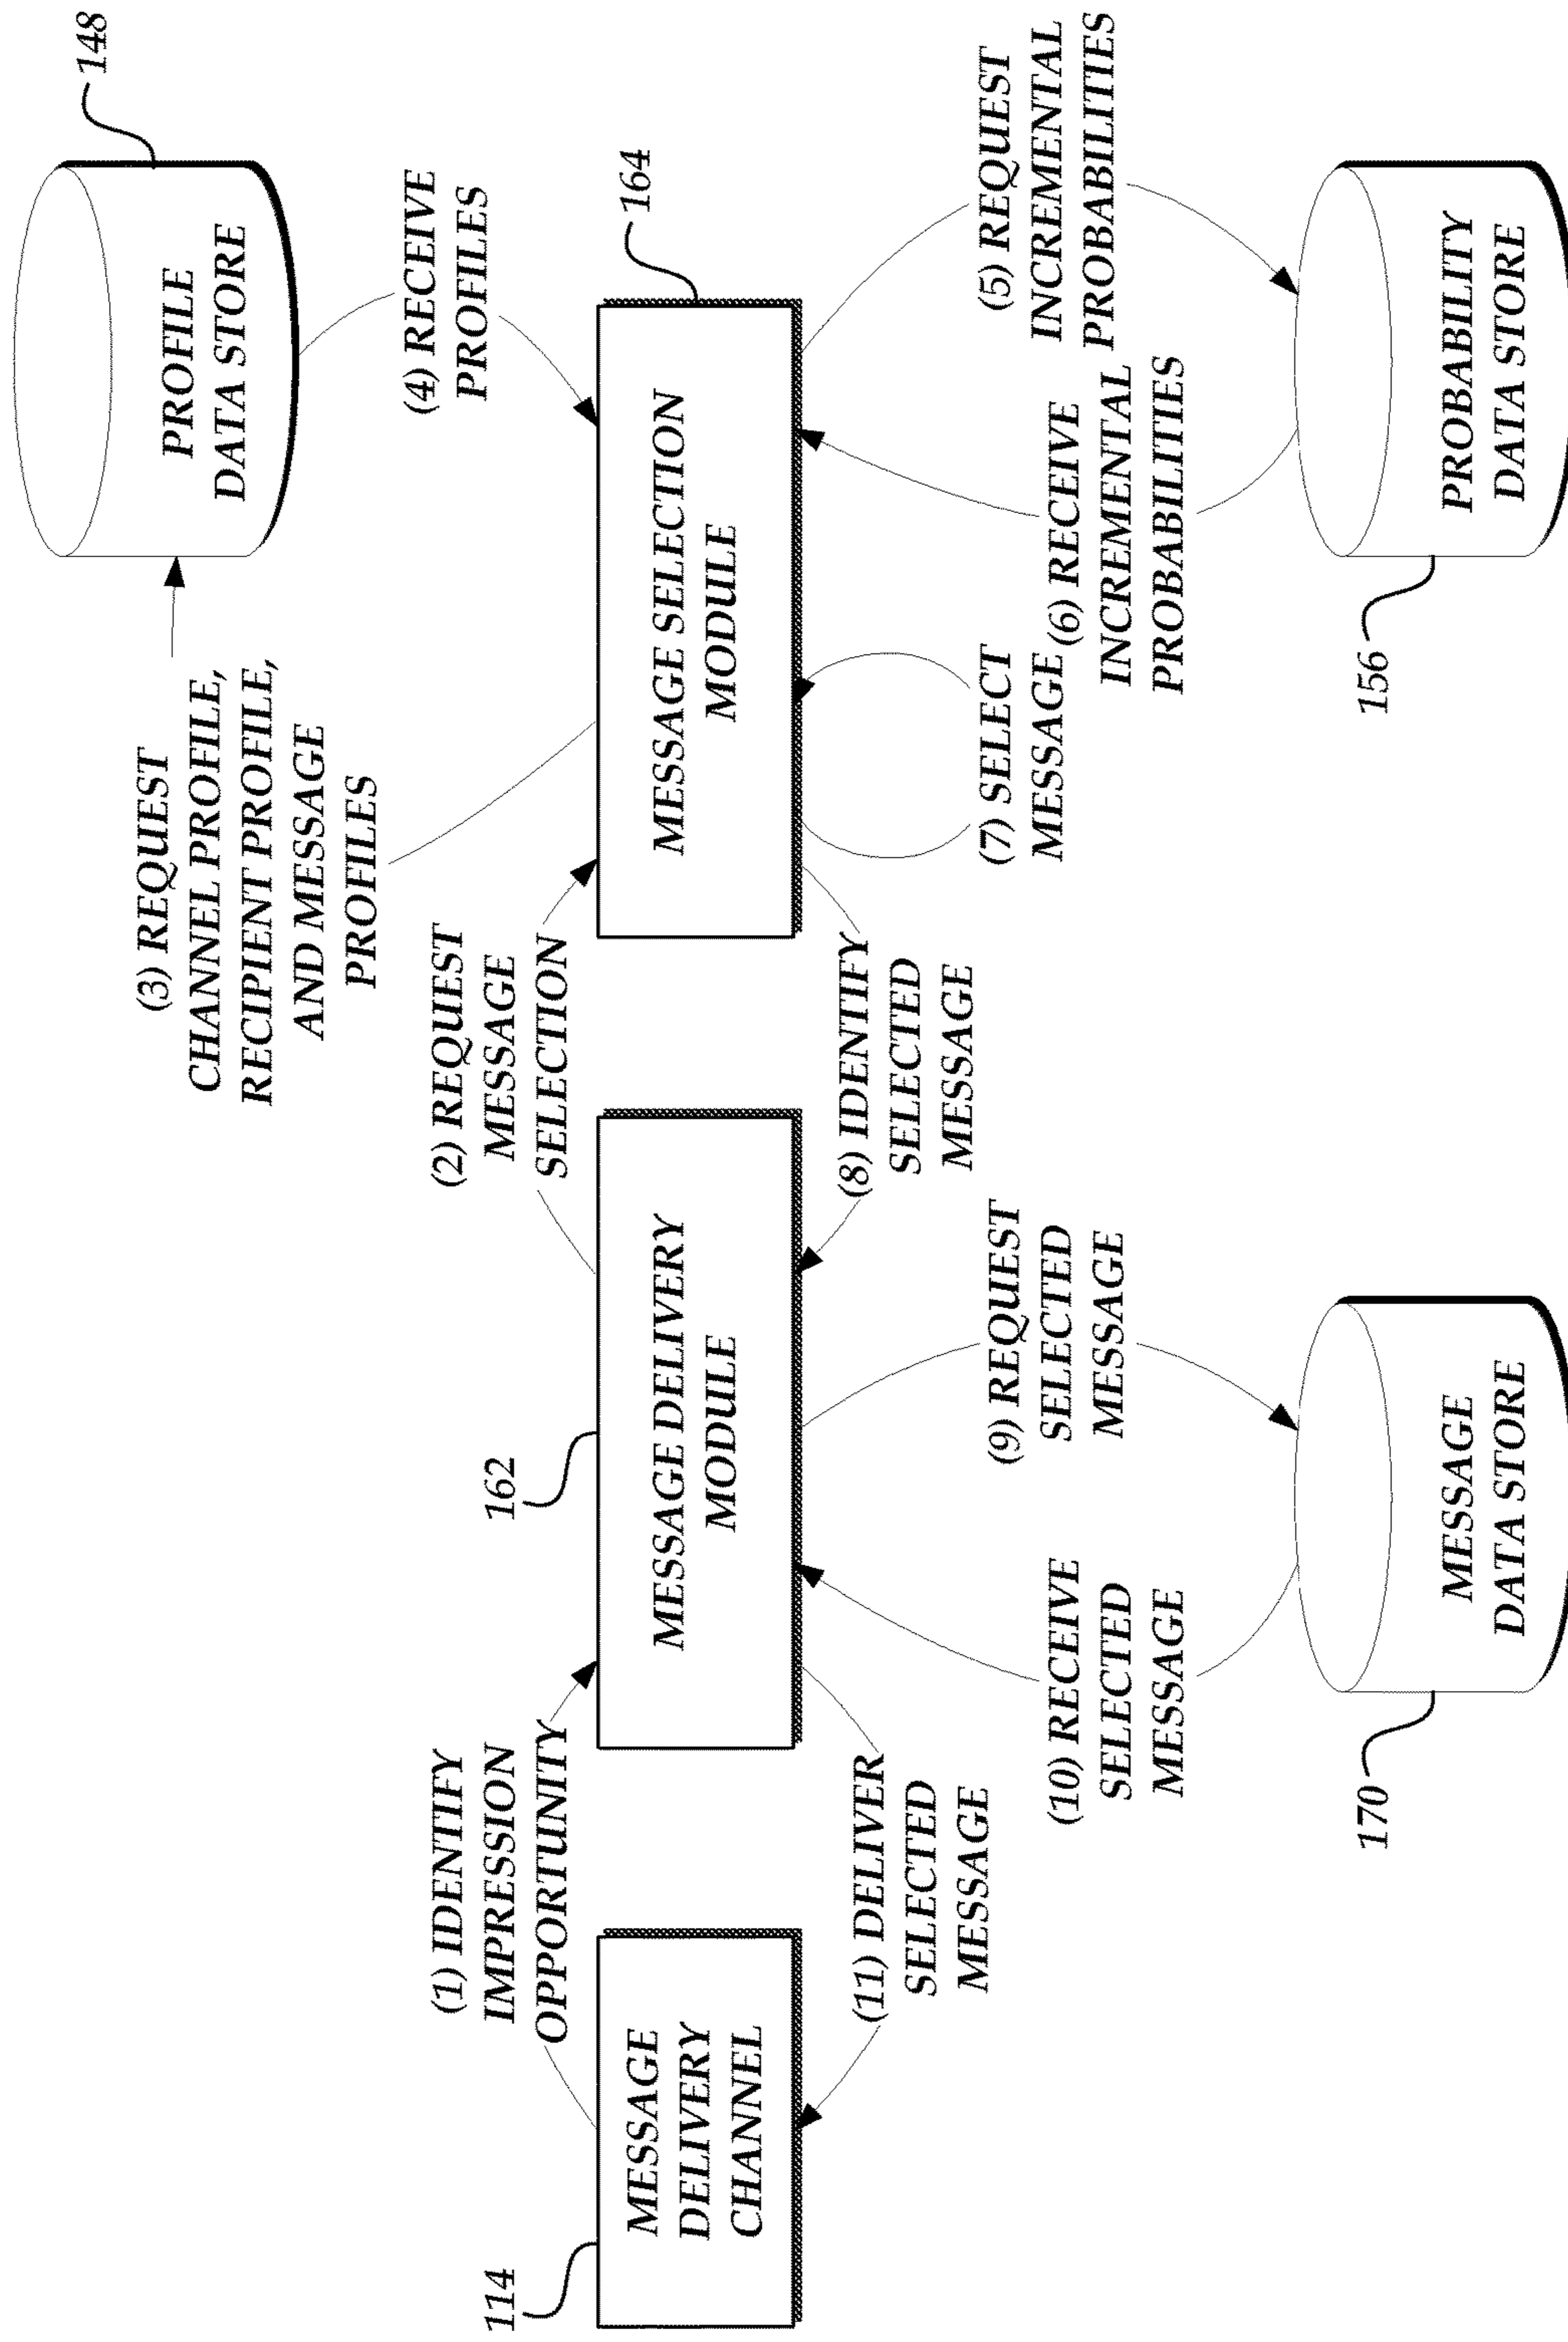 148
PROFILE
DATA STORE
(3) REQUEST
CHANNEL PROFILE,
RECIPIENT PROFILE,
AND MESSAGE
PROFILES
(4) RECEIVE
PROFILES
(1) IDENTIFY
IMPRESSION
OPPORTUNITY
(2) REQUEST
MESSAGE
SELECTION
114
162
164
MESSAGE
DELIVERY
CHANNEL
MESSAGE DELIVERY
MODULE
MESSAGE SELECTION
MODULE
(11) DELIVER
SELECTED
MESSAGE
(8) IDENTIFY
SELECTED
MESSAGE
(7) SELECT
MESSAGE
(5) REQUEST
INCREMENTAL
PROBABILITIES
(9) REQUEST
SELECTED
MESSAGE
(10) RECEIVE
SELECTED
MESSAGE
(6) RECEIVE
INCREMENTAL
PROBABILITIES
170
MESSAGE
DATA STORE
156
PROBABILITY
DATA STORE